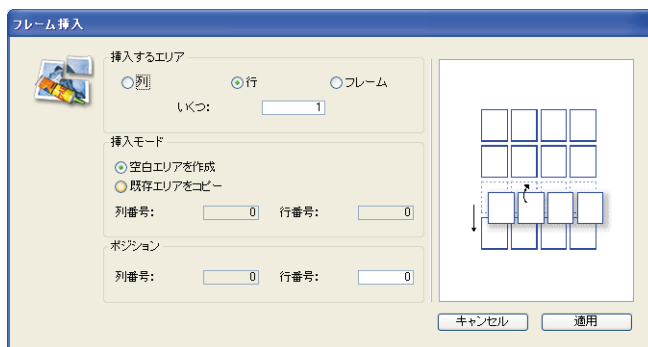 フレーム挿入
挿入するエリア
列 行 フレーム
いくつ: 1
挿入モード
空白エリアを作成
既存エリアをコピー
列番号: 0 行番号: 0
ポジション
列番号: 0 行番号: 0
キャンセル 適用